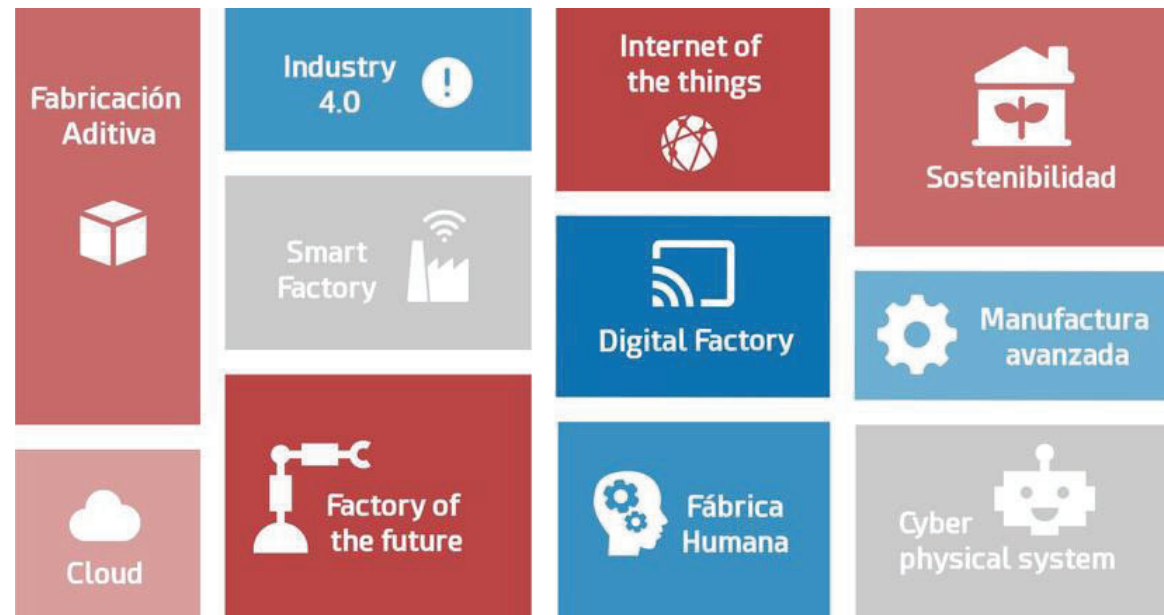 Fabricación
Aditiva
Cloud
Industry
4.0
Smart
Factory
Factory of
the future
Internet of
the things
Digital Factory
Fábrica
Humana
Sostenibilidad
Manufactura
avanzada
Cyber
physical system